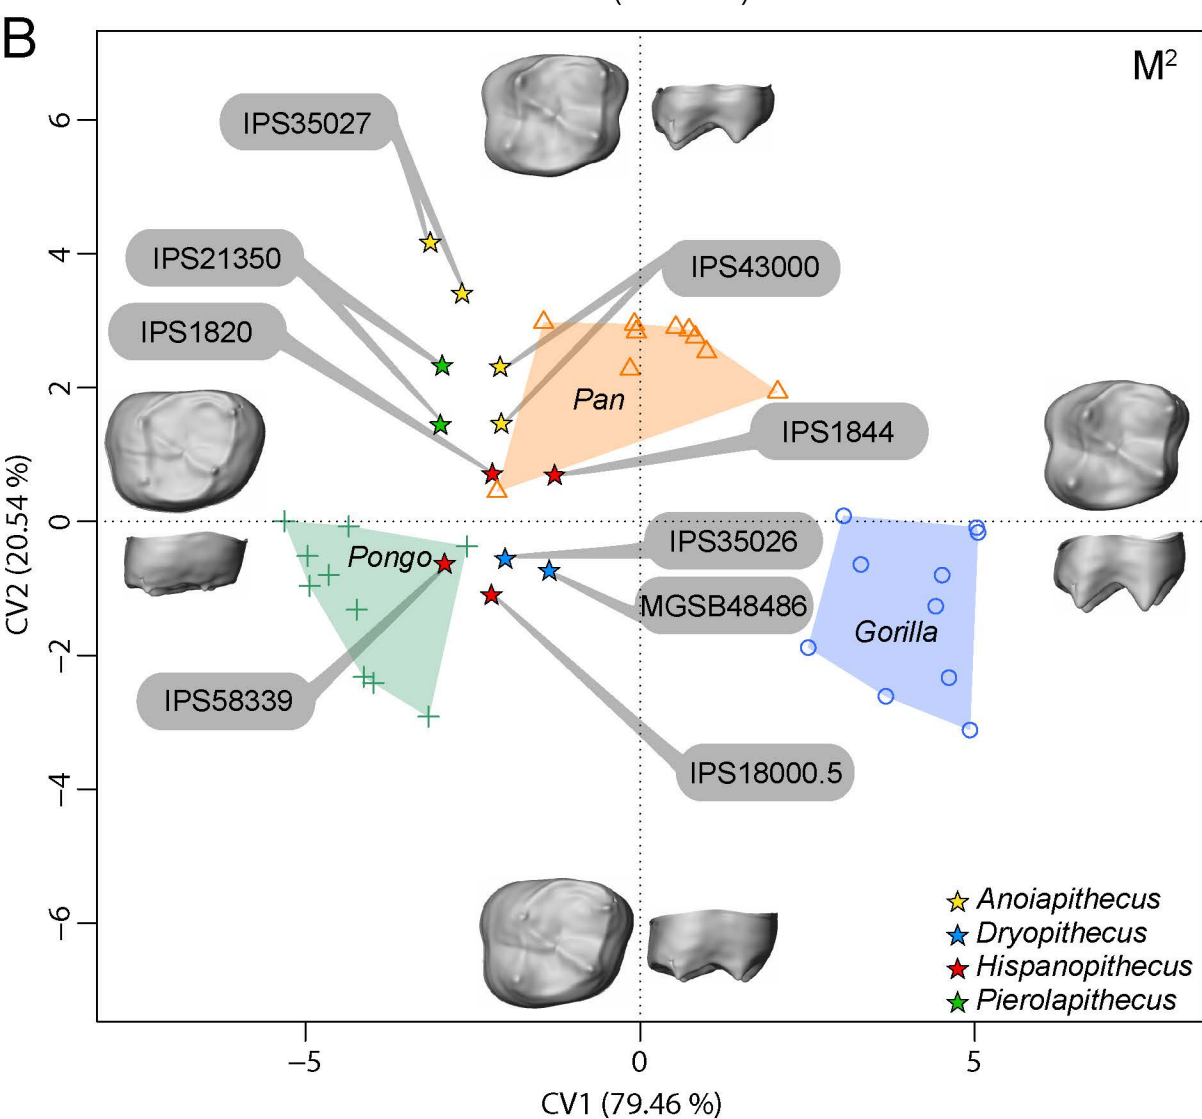 B
M²
IPS35027
6
IPS21350
4
IPS43000
IPS1820
2
Pan
IPS1844
CV2 (20.54 %)
0
IPS35026
Pongo
MGSB48486
Gorilla
−2
IPS58339
IPS18000.5
−4
−6
Anoiapithecus
Dryopithecus
Hispanopithecus
Pierolapithecus
−5
0
5
CV1 (79.46 %)